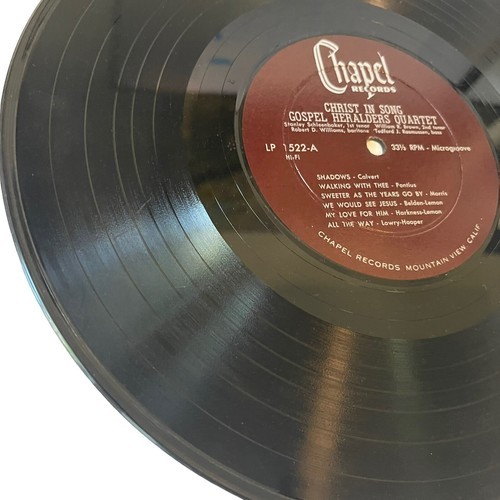 Chapel
RECORDS
CHRIST IN SONG
GOSPEL HERALDERS QUARTET
Stanley Schleenbaker, 1st tenor William R. Brown, 2nd tenor
Robert D. Williams, baritone Tedford J. Rasmussen, bass
LP 1522-A 33⅓ RPM - Microgroove
HI-FI
SHADOWS - Calvert
WALKING WITH THEE - Pontius
SWEETER AS THE YEARS GO BY - Morris
WE WOULD SEE JESUS - Belden-Lemon
MY LOVE FOR HIM - Harkness-Lemon
ALL THE WAY - Lowry-Hooper
CHAPEL RECORDS MOUNTAIN VIEW CALIF